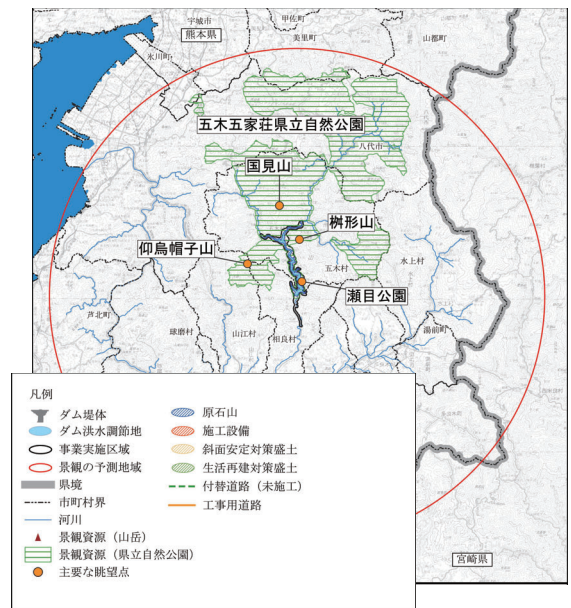 宇城市
甲佐町
熊本県
美里町
山都町
氷川町
五木五家荘県立自然公園
八代市
国見山
桝形山
仰烏帽子山
水上村
五木村
瀬目公園
芦北町
球磨村
山江村
相良村
湯前町
多良木町
凡例
ダム堤体
ダム洪水調節地
事業実施区域
景観の予測地域
県境
市町村界
河川
景観資源（山岳）
景観資源（県立自然公園）
主要な眺望点
原石山
施工設備
斜面安定対策盛土
生活再建対策盛土
付替道路（未施工）
工事用道路
宮崎県